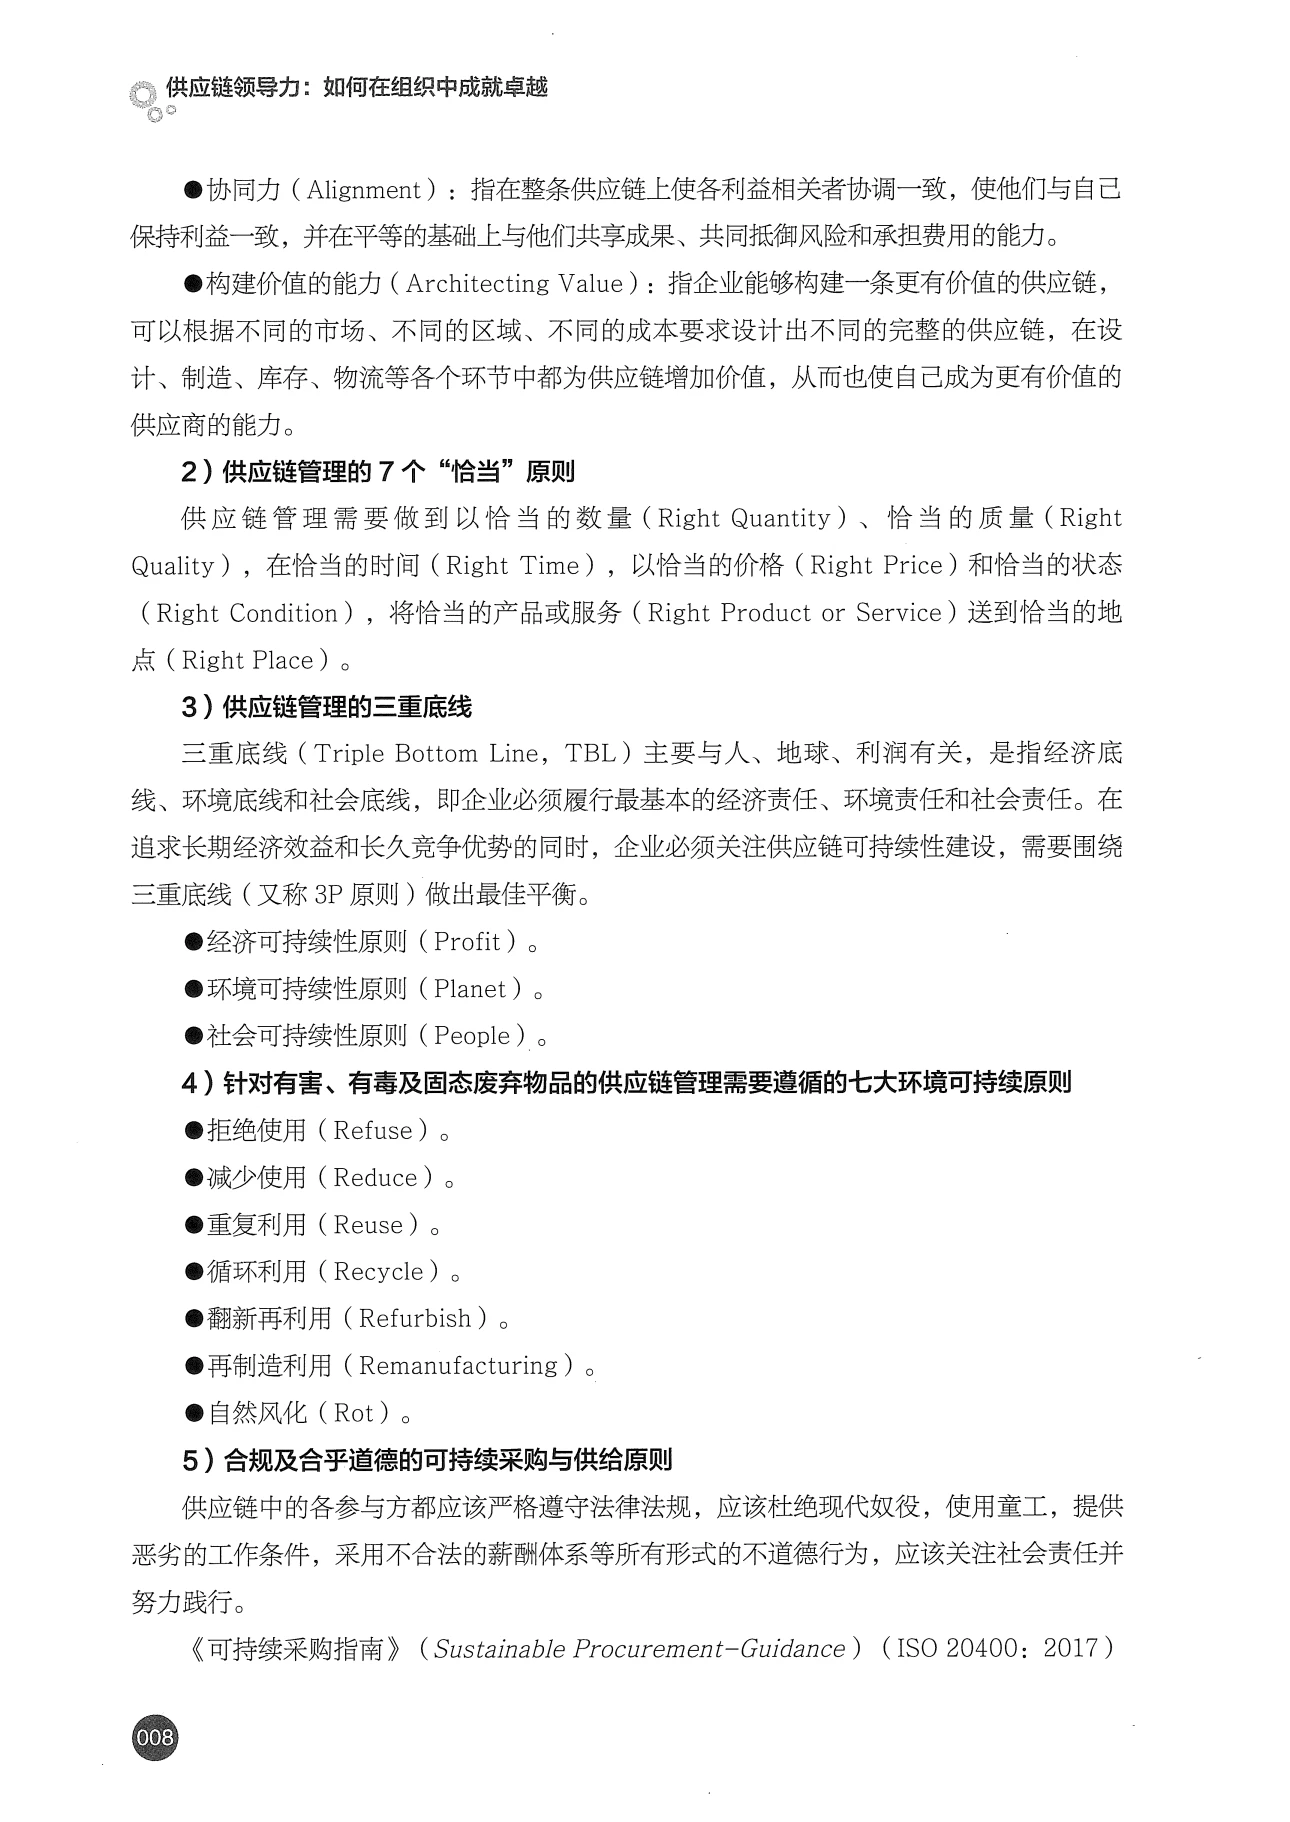 供应链领导力：如何在组织中成就卓越
●协同力（Alignment）：指在整条供应链上使各利益相关者协调一致，使他们与自己
保持利益一致，并在平等的基础上与他们共享成果、共同抵御风险和承担费用的能力。
●构建价值的能力（Architecting Value）：指企业能够构建一条更有价值的供应链，
可以根据不同的市场、不同的区域、不同的成本要求设计出不同的完整的供应链，在设
计、制造、库存、物流等各个环节中都为供应链增加价值，从而也使自己成为更有价值的
供应商的能力。
2）供应链管理的 7 个“恰当”原则
供应链管理需要做到以恰当的数量（Right Quantity）、恰当的质量（Right
Quality），在恰当的时间（Right Time），以恰当的价格（Right Price）和恰当的状态
（Right Condition），将恰当的产品或服务（Right Product or Service）送到恰当的地
点（Right Place）。
3）供应链管理的三重底线
三重底线（Triple Bottom Line，TBL）主要与人、地球、利润有关，是指经济底
线、环境底线和社会底线，即企业必须履行最基本的经济责任、环境责任和社会责任。在
追求长期经济效益和长久竞争优势的同时，企业必须关注供应链可持续性建设，需要围绕
三重底线（又称 3P 原则）做出最佳平衡。
●经济可持续性原则（Profit）。
●环境可持续性原则（Planet）。
●社会可持续性原则（People）。
4）针对有害、有毒及固态废弃物品的供应链管理需要遵循的七大环境可持续原则
●拒绝使用（Refuse）。
●减少使用（Reduce）。
●重复利用（Reuse）。
●循环利用（Recycle）。
●翻新再利用（Refurbish）。
●再制造利用（Remanufacturing）。
●自然风化（Rot）。
5）合规及合乎道德的可持续采购与供给原则
供应链中的各参与方都应该严格遵守法律法规，应该杜绝现代奴役，使用童工，提供
恶劣的工作条件，采用不合法的薪酬体系等所有形式的不道德行为，应该关注社会责任并
努力践行。
《可持续采购指南》（Sustainable Procurement-Guidance）（ISO 20400：2017）
008